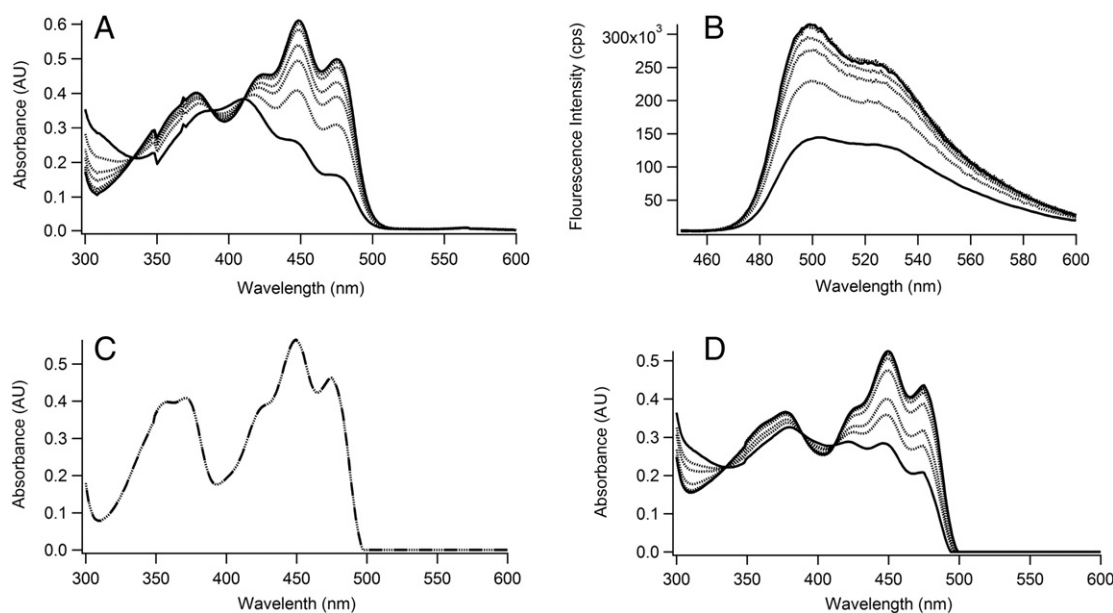 A
Absorbance (AU)
0.6
0.5
0.4
0.3
0.2
0.1
0.0
300 350 400 450 500 550 600
Wavelength (nm)
B
Flourescence Intensity (cps)
300x10³
250
200
150
100
50
460 480 500 520 540 560 580 600
Wavelength (nm)
C
Absorbance (AU)
0.5
0.4
0.3
0.2
0.1
0.0
300 350 400 450 500 550 600
Wavelenth (nm)
D
Absorbance (AU)
0.5
0.4
0.3
0.2
0.1
0.0
300 350 400 450 500 550 600
Wavelength (nm)